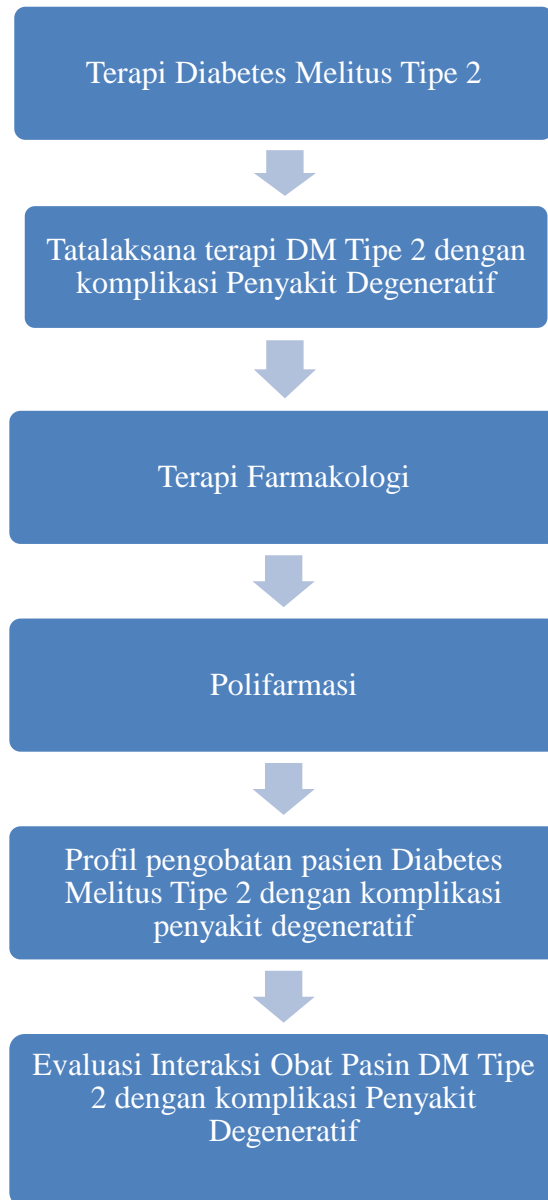 Terapi Diabetes Melitus Tipe 2
Tatalaksana terapi DM Tipe 2 dengan
komplikasi Penyakit Degeneratif
Terapi Farmakologi
Polifarmasi
Profil pengobatan pasien Diabetes
Melitus Tipe 2 dengan komplikasi
penyakit degeneratif
Evaluasi Interaksi Obat Pasin DM Tipe
2 dengan komplikasi Penyakit
Degeneratif